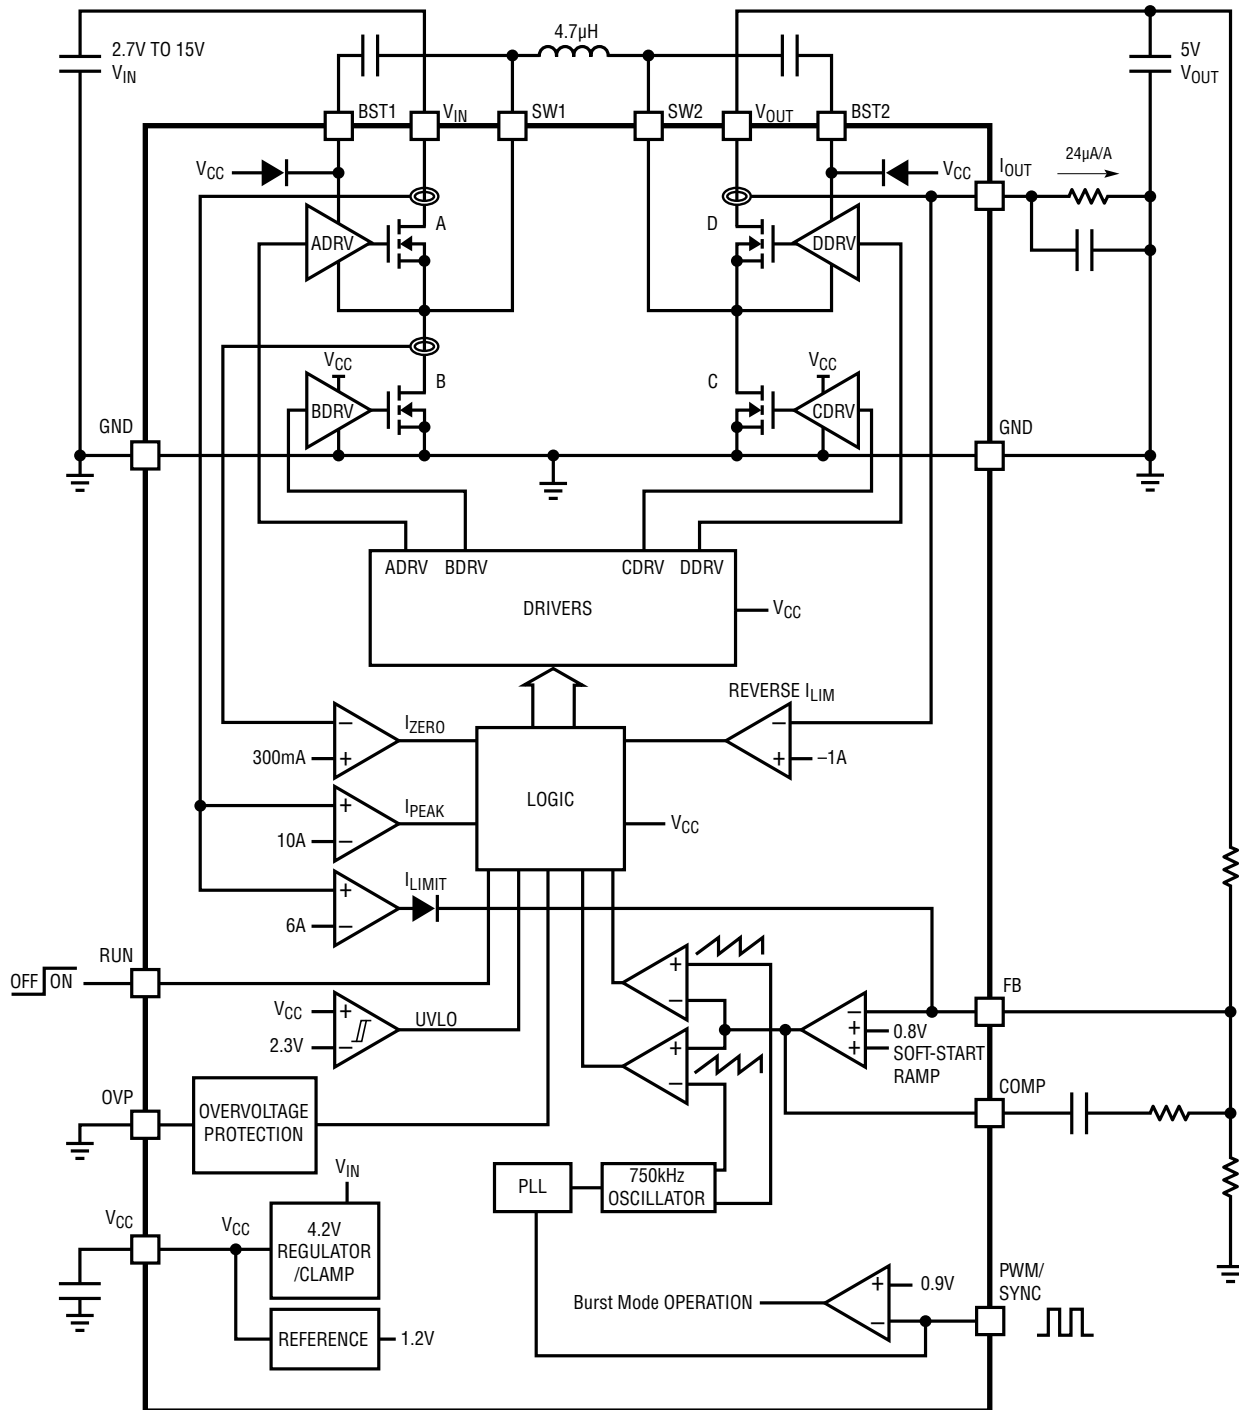 4.7µH
2.7V TO 15V
VIN
5V
VOUT
BST1
VIN
SW1
SW2
VOUT
BST2
VCC
VCC
IOUT
24µA/A
A
D
ADRV
DDRV
VCC
VCC
B
C
BDRV
CDRV
GND
GND
ADRV BDRV CDRV DDRV
DRIVERS
VCC
REVERSE ILIM
– IZERO
300mA +
–
+ –1A
LOGIC
+ IPEAK
10A –
VCC
+ ILIMIT
6A –
RUN
OFF ON
+
–
FB
VCC +
UVLO
2.3V –
+
–
–
+ 0.8V
+ SOFT-START
RAMP
COMP
OVP
OVERVOLTAGE
PROTECTION
VIN
PLL
750kHz
OSCILLATOR
VCC
VCC
4.2V
REGULATOR
/CLAMP
PWM/
SYNC
+ 0.9V
Burst Mode OPERATION
–
REFERENCE
1.2V